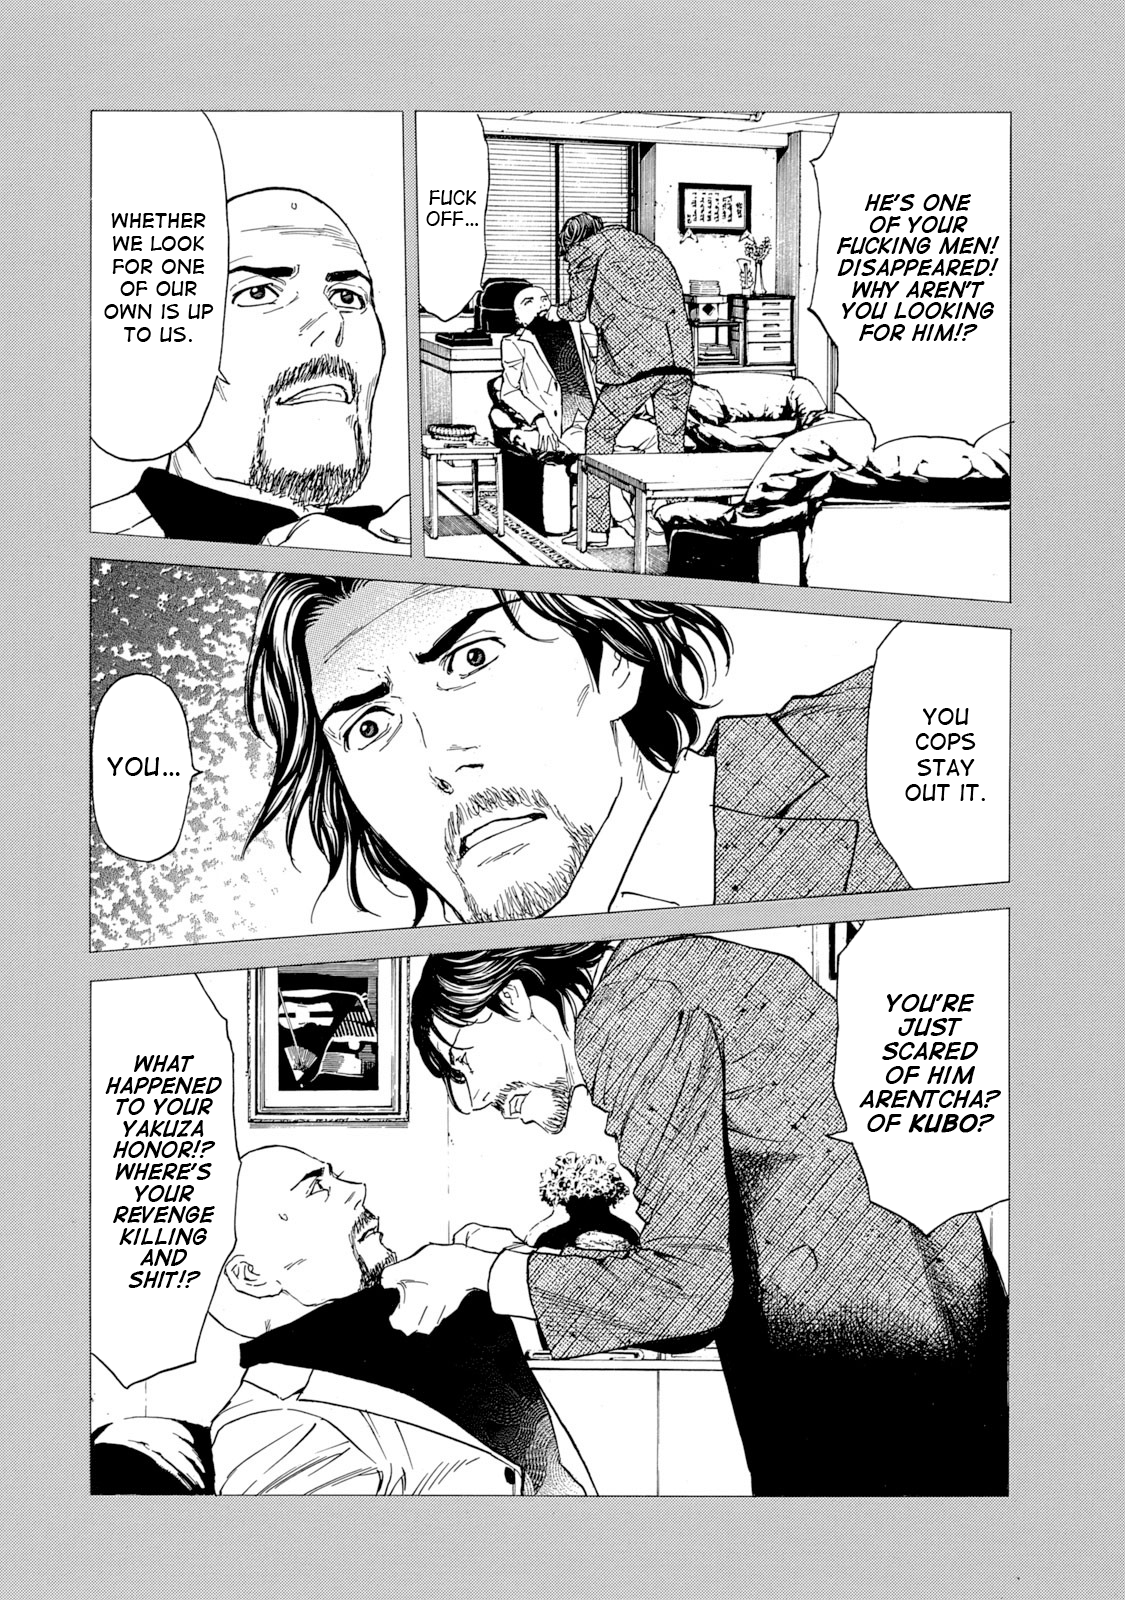 HE'S ONE
OF YOUR
FUCKING MEN!
DISAPPEARED!
WHY AREN'T
YOU LOOKING
FOR HIM!?
FUCK
OFF...
WHETHER
WE LOOK
FOR ONE
OF OUR
OWN IS UP
TO US.
YOU
COPS
STAY
OUT IT.
YOU...
YOU'RE
JUST
SCARED
OF HIM
ARENTCHA?
OF KUBO?
WHAT
HAPPENED
TO YOUR
YAKUZA
HONOR!?
WHERE'S
YOUR
REVENGE
KILLING
AND
SHIT!?